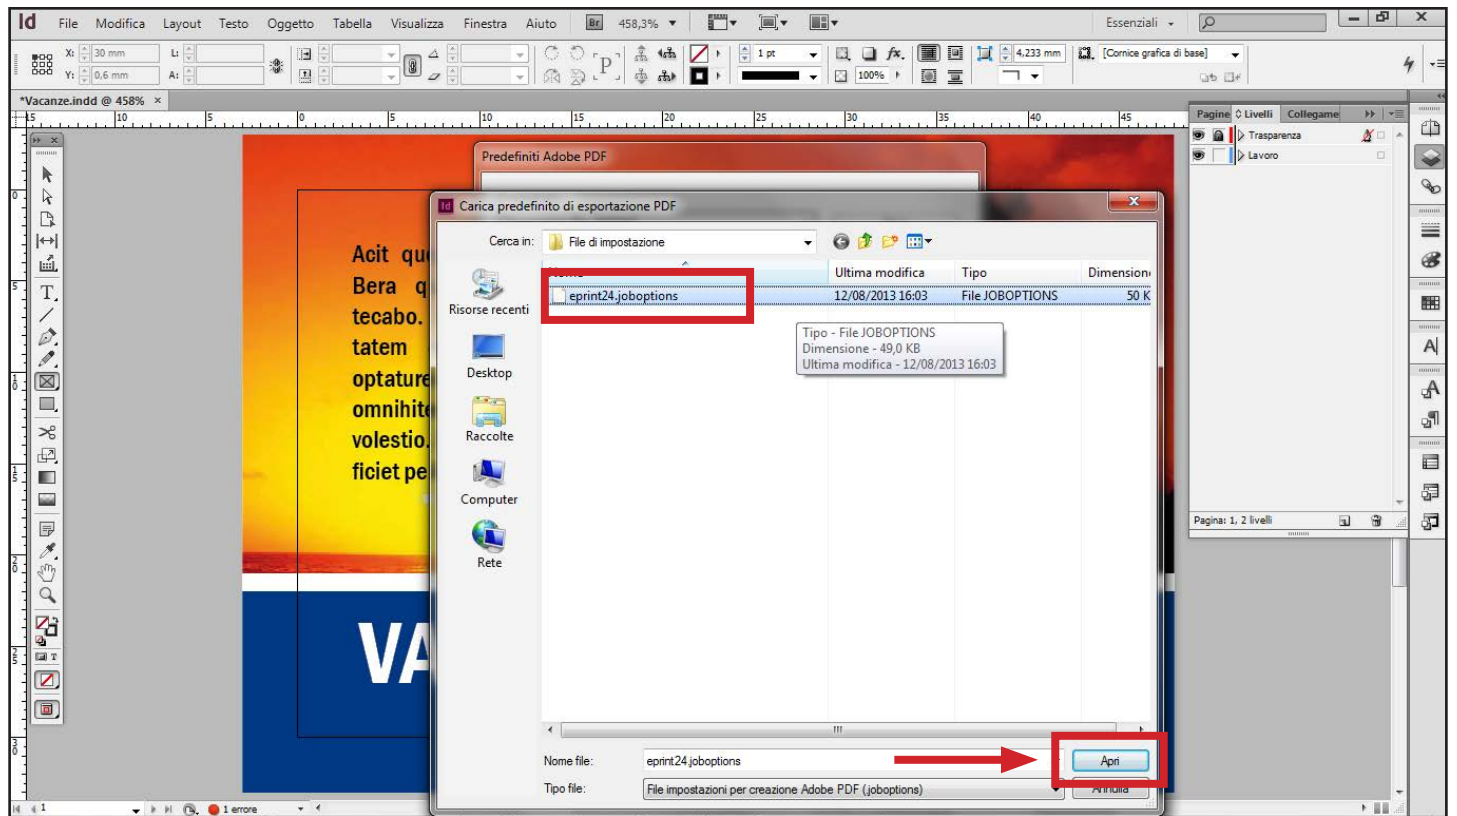 Id File Modifica Layout Testo Oggetto Tabella Visualizza Finestra Aiuto Br 458,3% Essenziali
X: 30 mm L: 1 pt fx. 4,233 mm [Cornice grafica di base]
Y: 0,6 mm A: P 100%
*Vacanze.indd @ 458% ×
Pagine Livelli Collegame
Trasparenza
Lavoro
Pagina: 1, 2 livelli
Predefiniti Adobe PDF
Id Carica predefinito di esportazione PDF
Cerca in: File di impostazione
Ultima modifica Tipo Dimension
eprint24.joboptions 12/08/2013 16:03 File JOBOPTIONS 50 K
Tipo - File JOBOPTIONS
Dimensione - 49,0 KB
Ultima modifica - 12/08/2013 16:03
Risorse recenti
Desktop
Raccolte
Computer
Rete
Nome file: eprint24.joboptions Apri
Tipo file: File impostazioni per creazione Adobe PDF (.joboptions) Annulla
Acit qu
Bera q
tecabo.
tatem
optature
omnihite
volestio.
ficiet pe
VA
1 1 errore